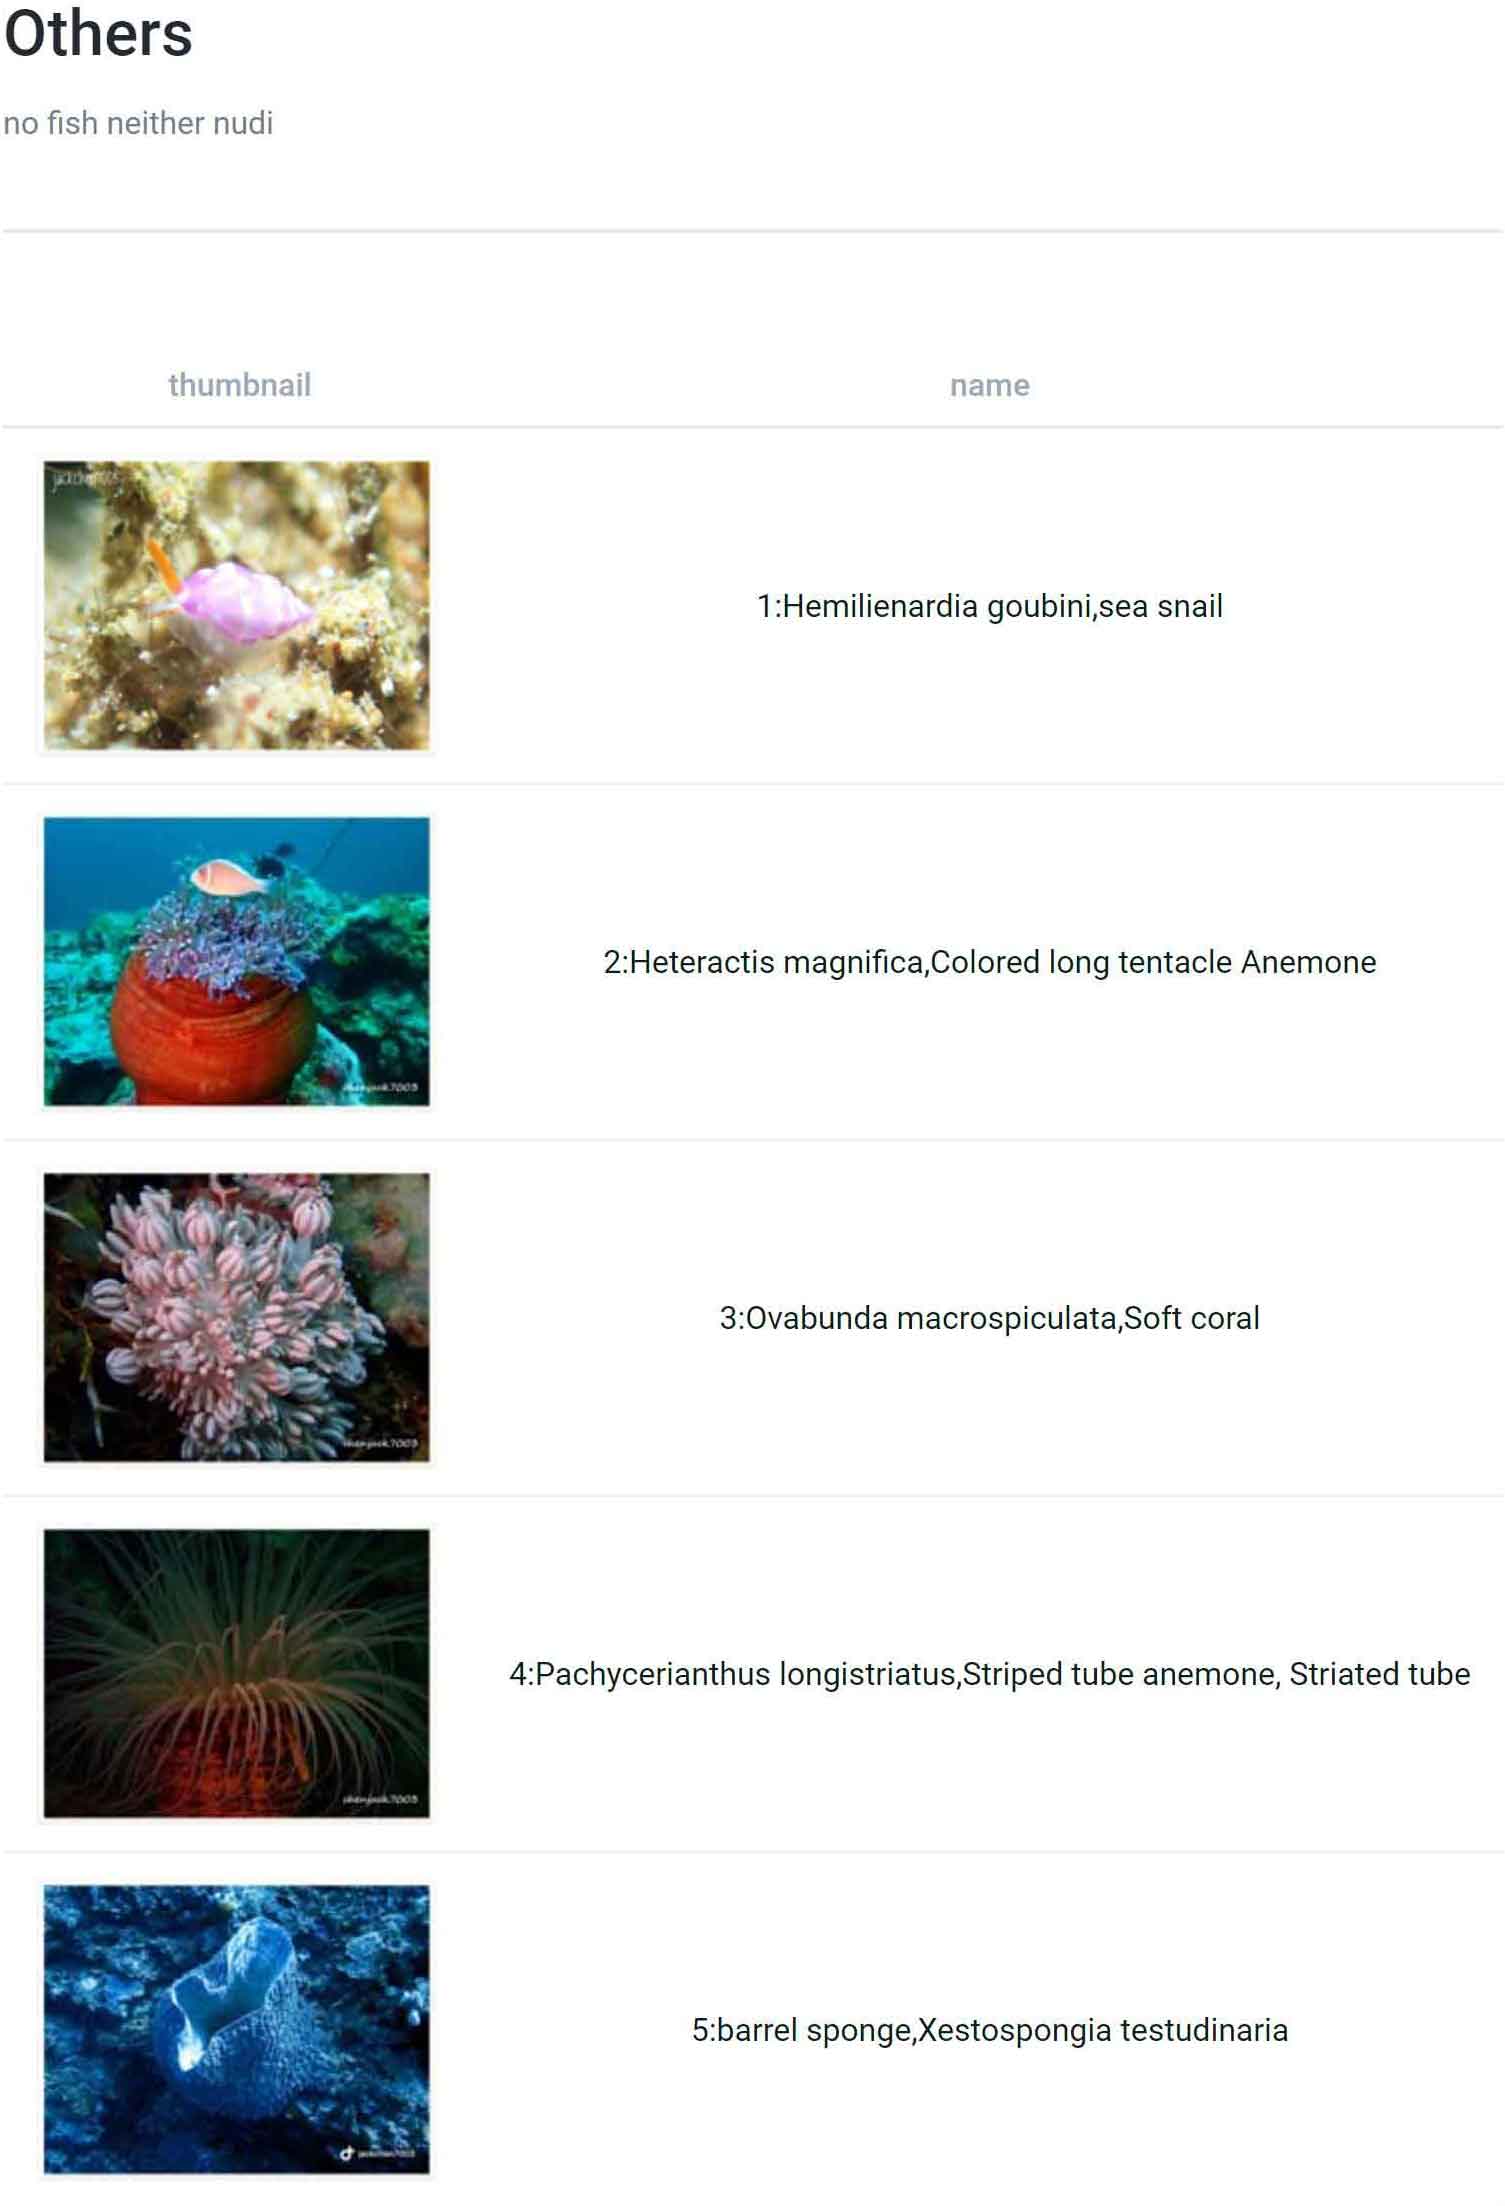 Others
no fish neither nudi
thumbnail name
1:Hemilienardia goubini,sea snail
2:Heteractis magnifica,Colored long tentacle Anemone
3:Ovabunda macrospiculata,Soft coral
4:Pachycerianthus longistriatus,Striped tube anemone, Striated tube
5:barrel sponge,Xestospongia testudinaria